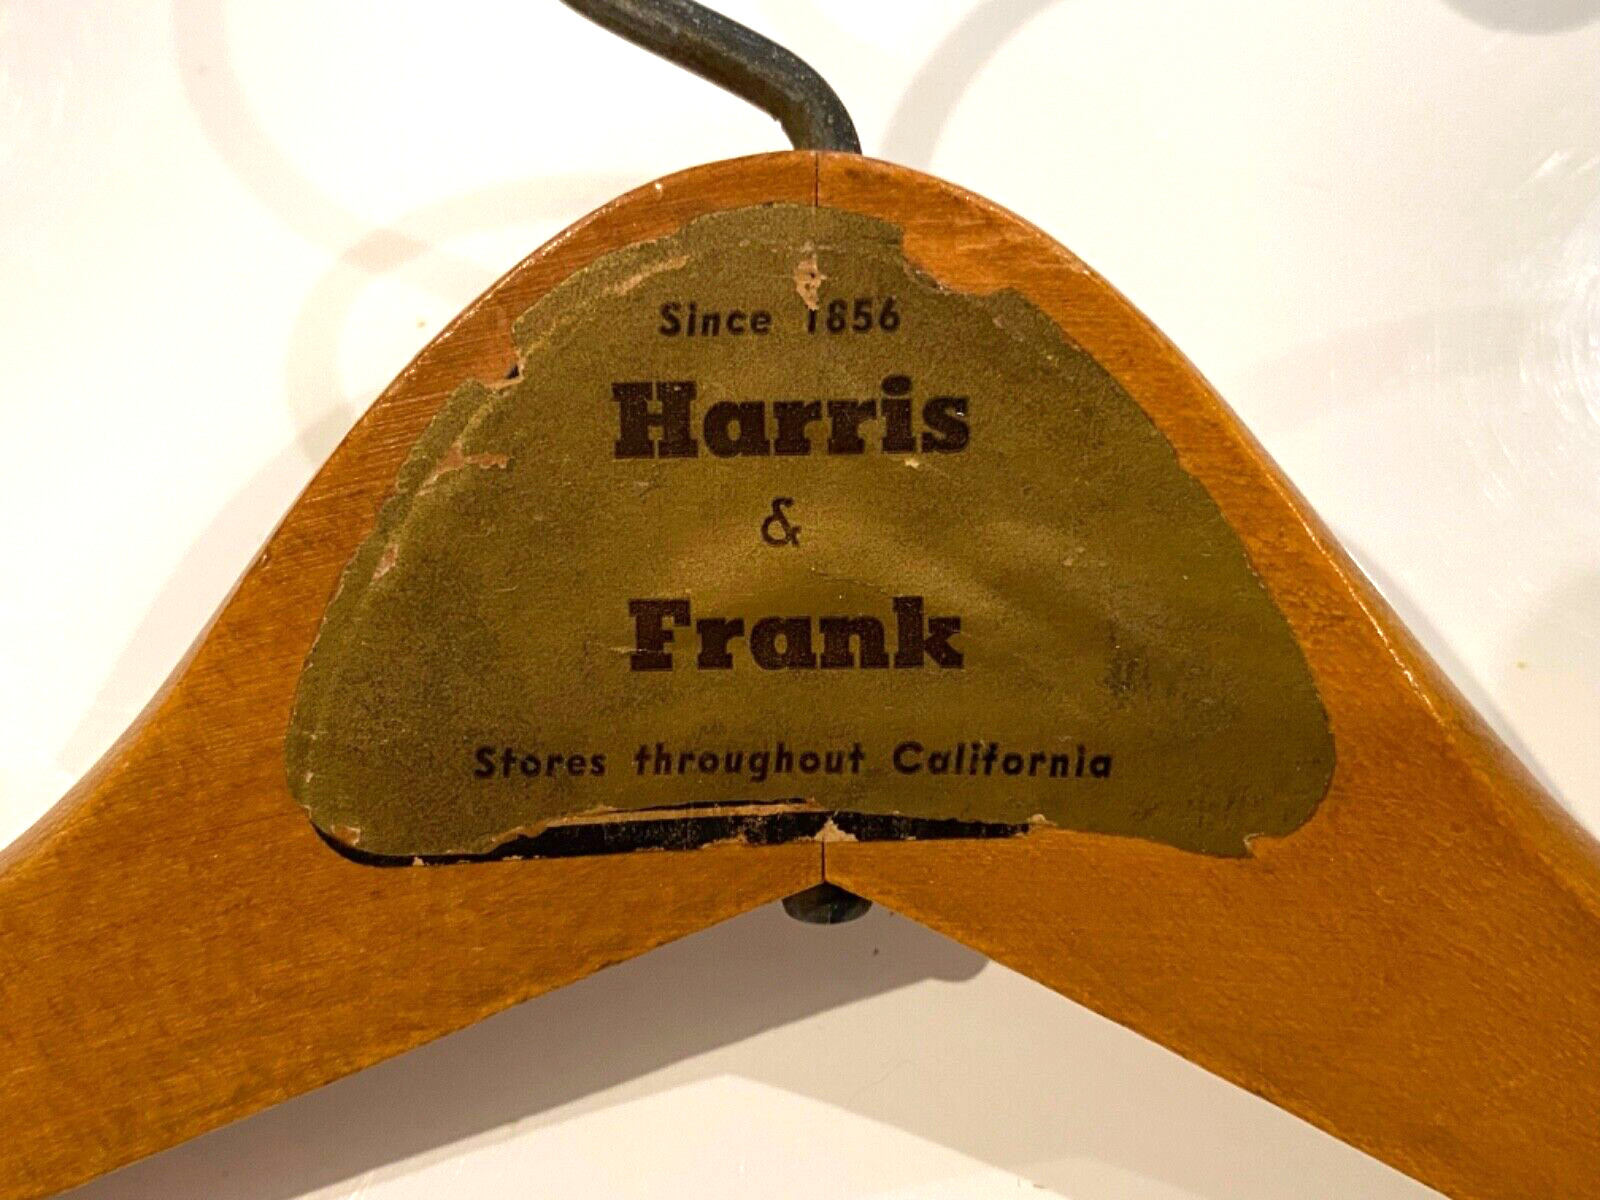 Since 1856
Harris
&
Frank
Stores throughout California